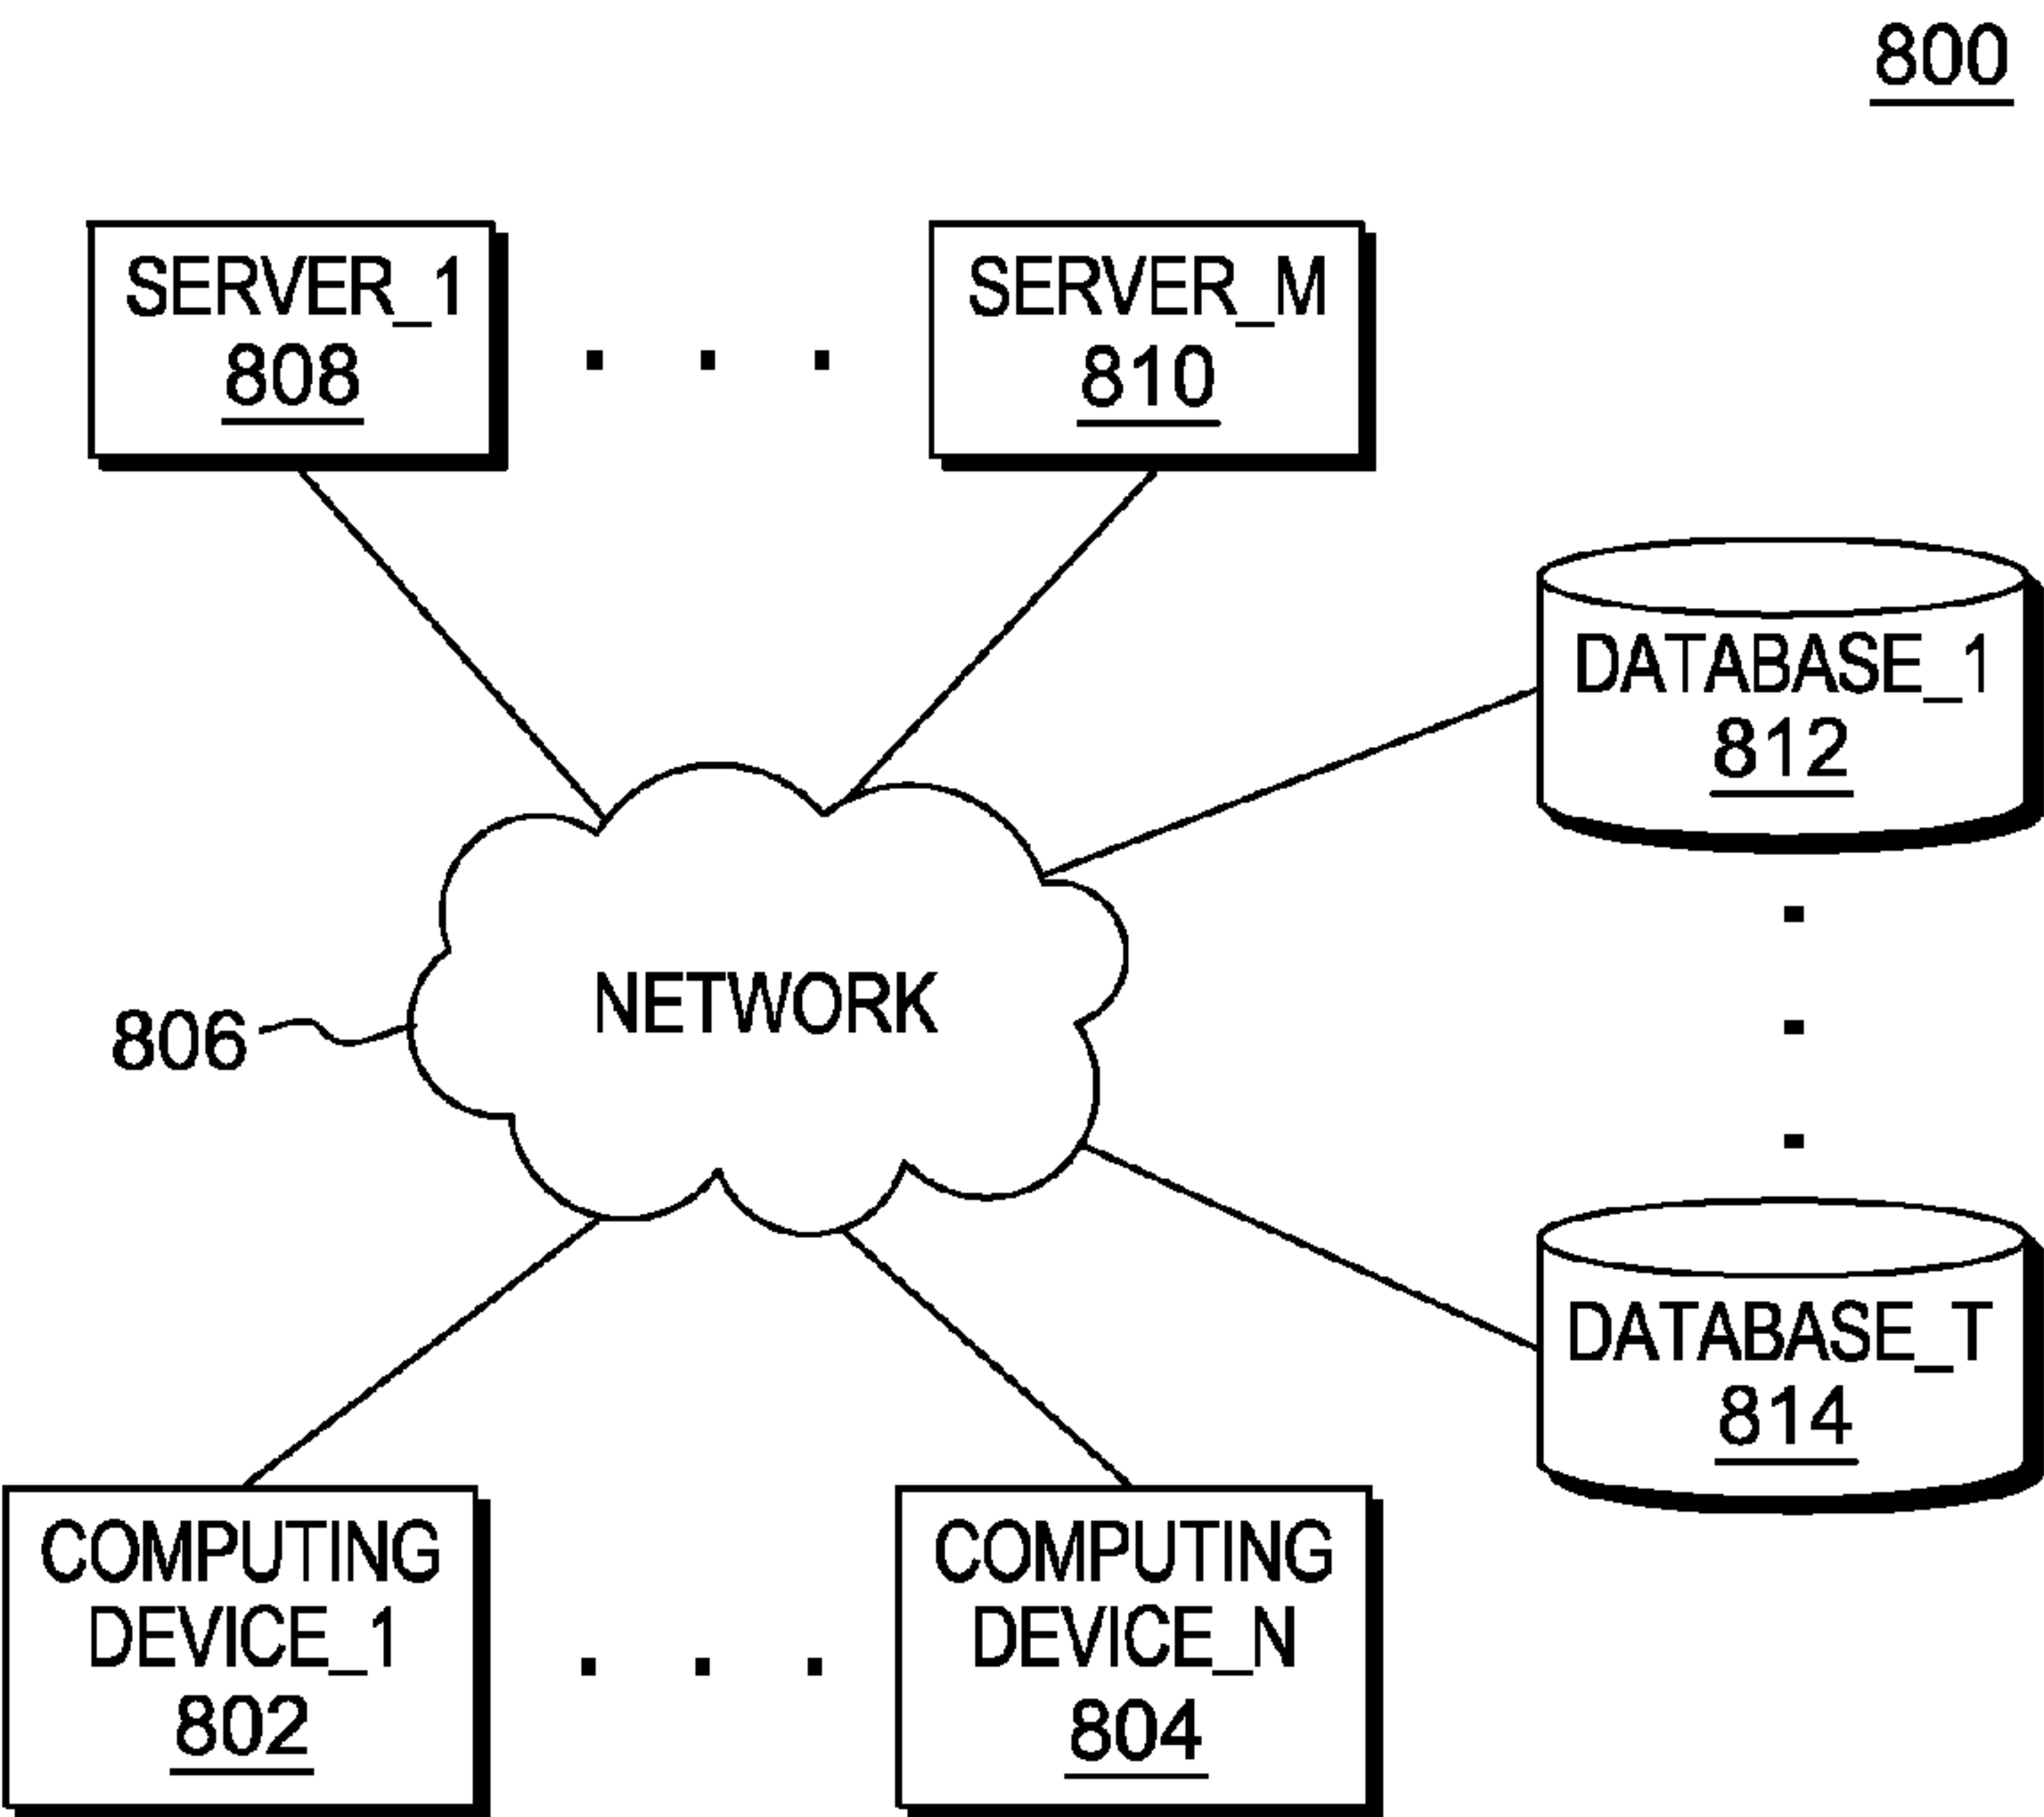 800
SERVER_1
808
. . .
SERVER_M
810
DATABASE_1
812
NETWORK
806
DATABASE_T
814
COMPUTING
DEVICE_1
802
. . .
COMPUTING
DEVICE_N
804